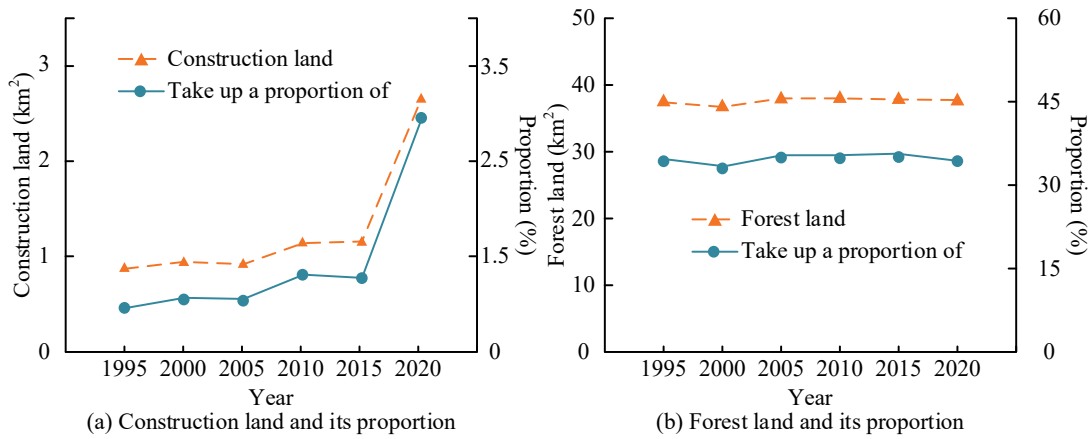 Construction land (km²)
3
2
1
0
Construction land
Take up a proportion of
3.5
2.5
1.5
0
Proportion (%)
1995 2000 2005 2010 2015 2020
Year
(a) Construction land and its proportion
Forest land (km²)
50
40
30
20
10
0
Forest land
Take up a proportion of
60
45
30
15
0
Proportion (%)
1995 2000 2005 2010 2015 2020
Year
(b) Forest land and its proportion